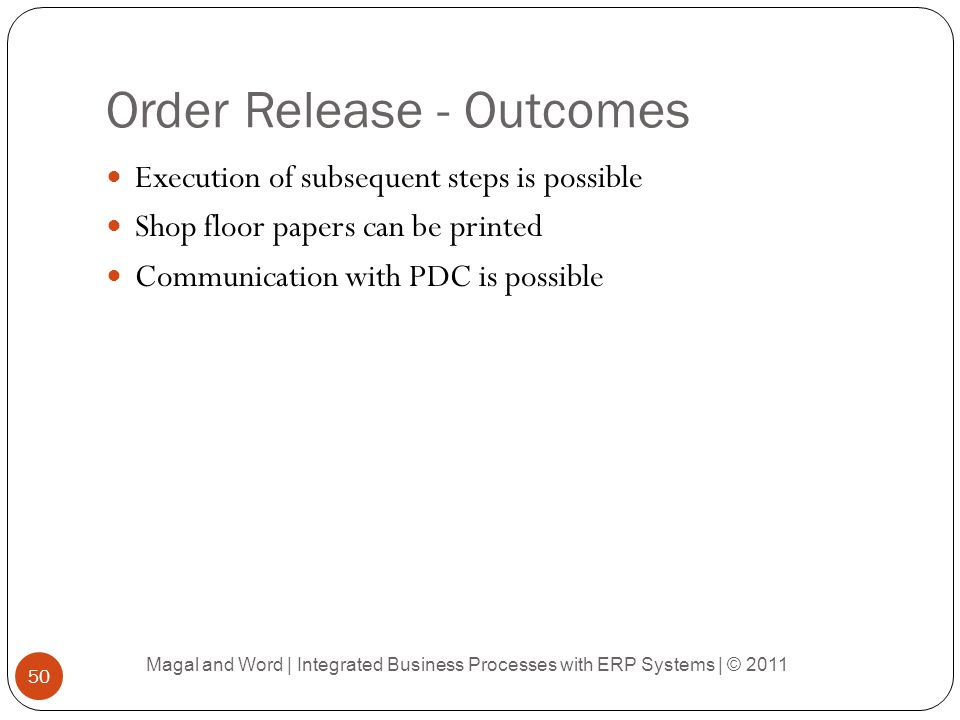 Order Release - Outcomes
Execution of subsequent steps is possible
Shop floor papers can be printed
Communication with PDC is possible
Magal and Word | Integrated Business Processes with ERP Systems | © 2011
50